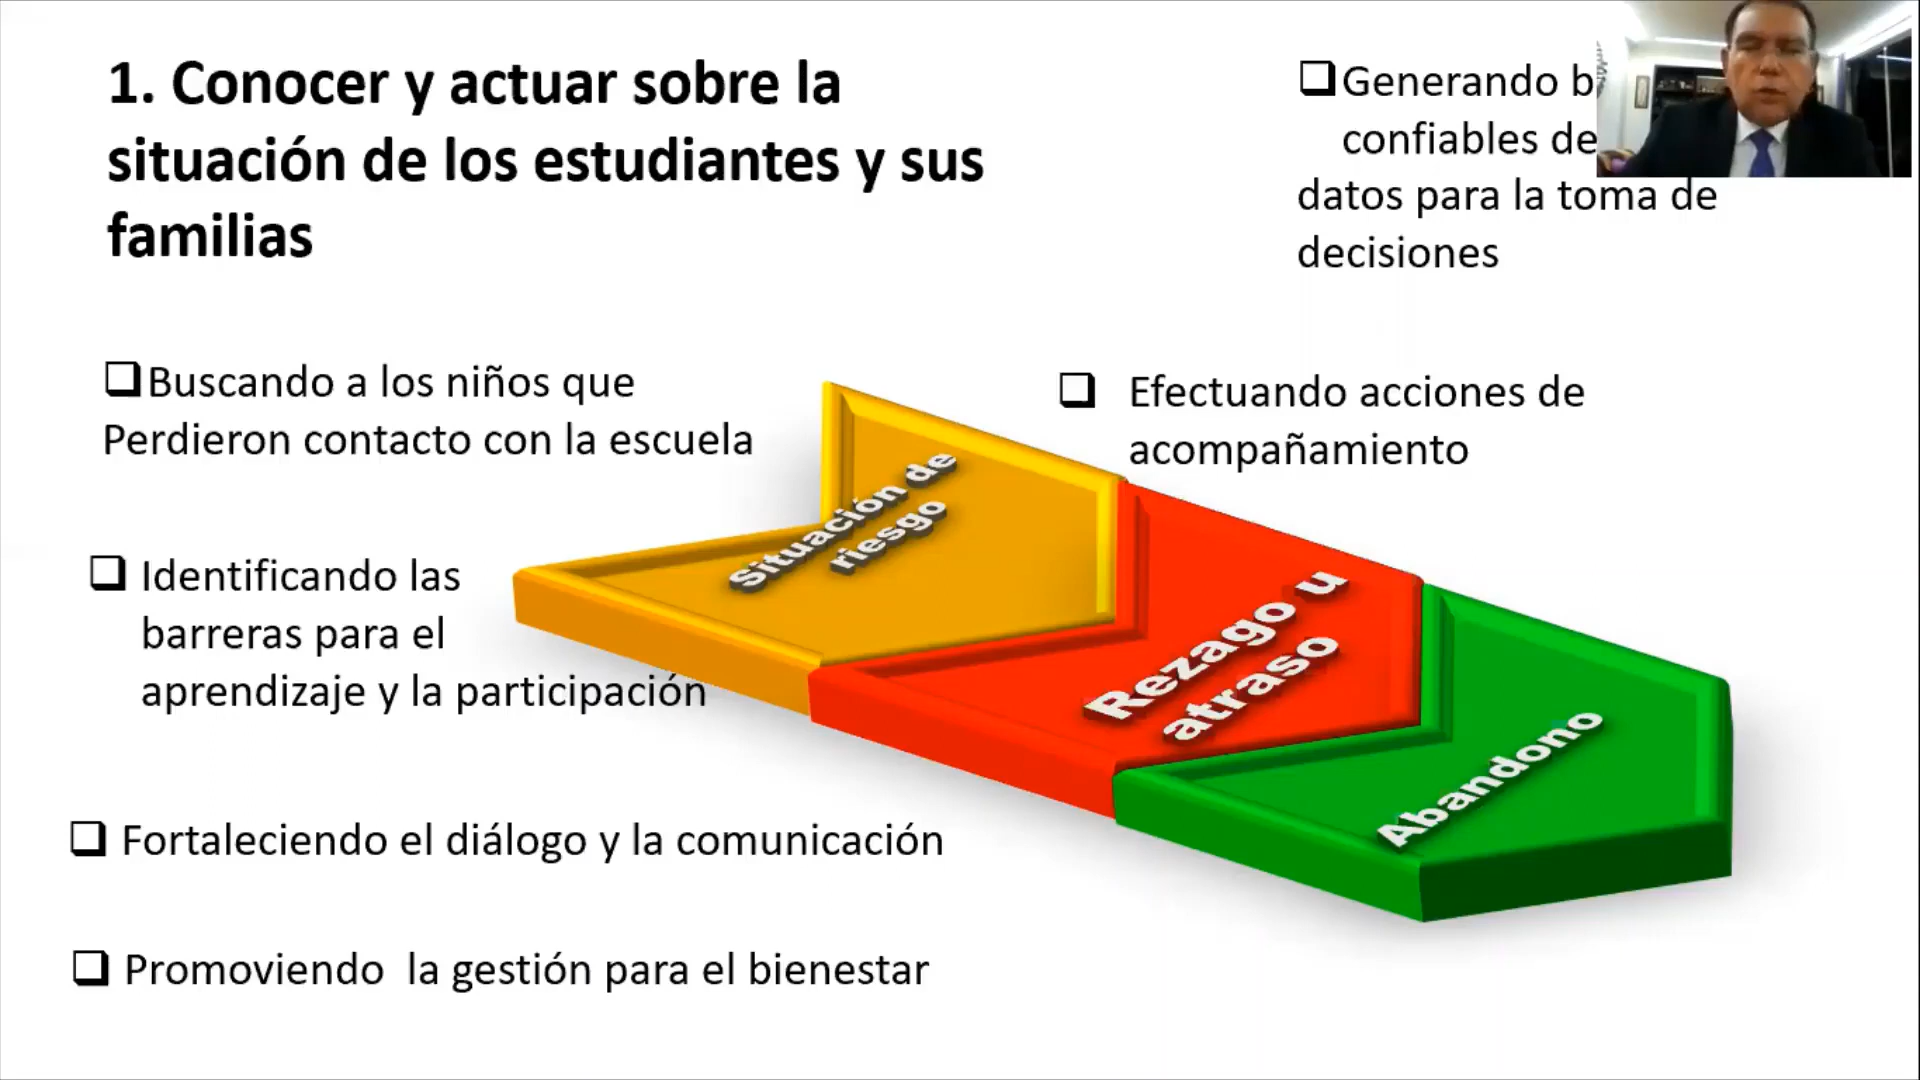 1. Conocer y actuar sobre la
situación de los estudiantes y sus
familias
Generando
confiables de
datos para la toma de
decisiones
Buscando a los niños que
Perdieron contacto con la escuela
Efectuando acciones de
acompañamiento
Identificando las
barreras para el
aprendizaje y la participación
Fortaleciendo el diálogo y la comunicación
Promoviendo  la gestión para el bienestar
Situación de
riesgo
Rezago u
atraso
Abandono